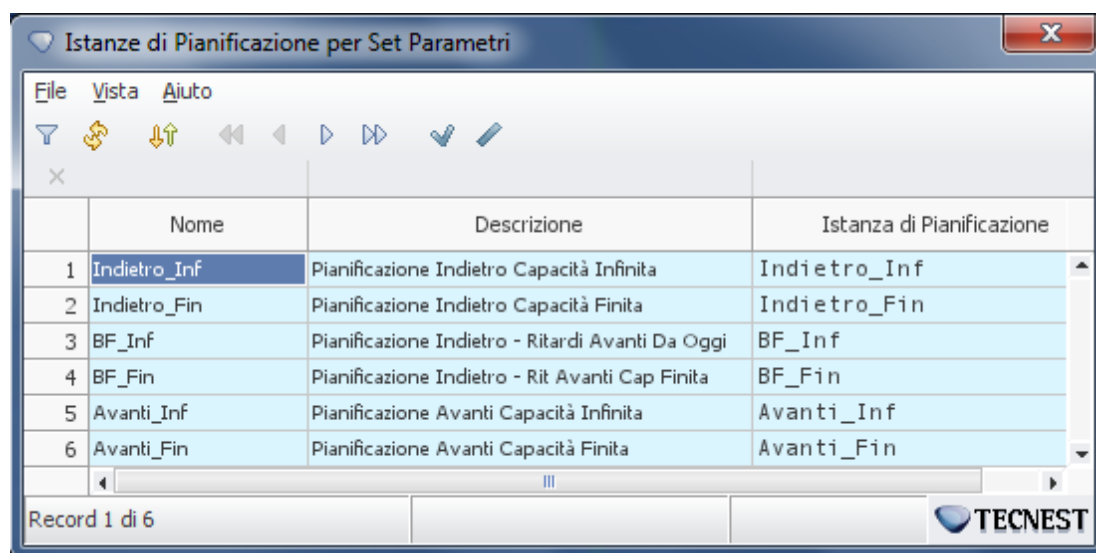 Istanze di Pianificazione per Set Parametri
File Vista Aiuto
Nome Descrizione Istanza di Pianificazione
1 Indietro_Inf Pianificazione Indietro Capacità Infinita Indietro_Inf
2 Indietro_Fin Pianificazione Indietro Capacità Finita Indietro_Fin
3 BF_Inf Pianificazione Indietro - Ritardi Avanti Da Oggi BF_Inf
4 BF_Fin Pianificazione Indietro - Rit Avanti Cap Finita BF_Fin
5 Avanti_Inf Pianificazione Avanti Capacità Infinita Avanti_Inf
6 Avanti_Fin Pianificazione Avanti Capacità Finita Avanti_Fin
Record 1 di 6 TECNEST